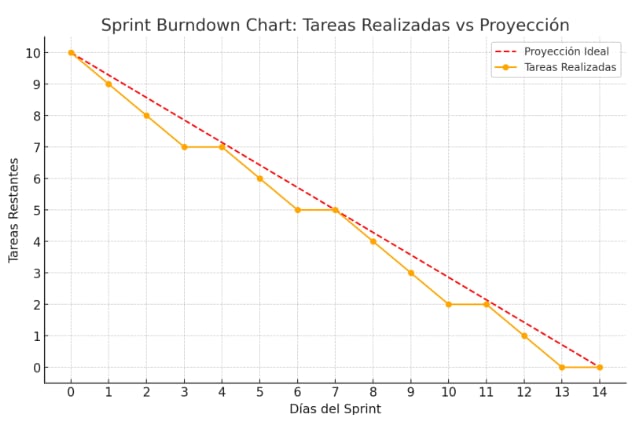 Sprint Burndown Chart: Tareas Realizadas vs Proyección
Proyección Ideal
Tareas Realizadas
Tareas Restantes
10
9
8
7
6
5
4
3
2
1
0
0 1 2 3 4 5 6 7 8 9 10 11 12 13 14
Días del Sprint